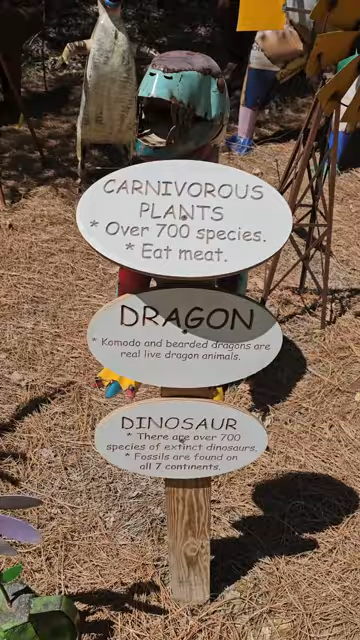 CARNIVOROUS
PLANTS
* Over 700 species.
* Eat meat.
DRAGON
* Komodo and bearded dragons are
real live dragon animals.
DINOSAUR
* There are over 700
species of extinct dinosaurs.
* Fossils are found on
all 7 continents.